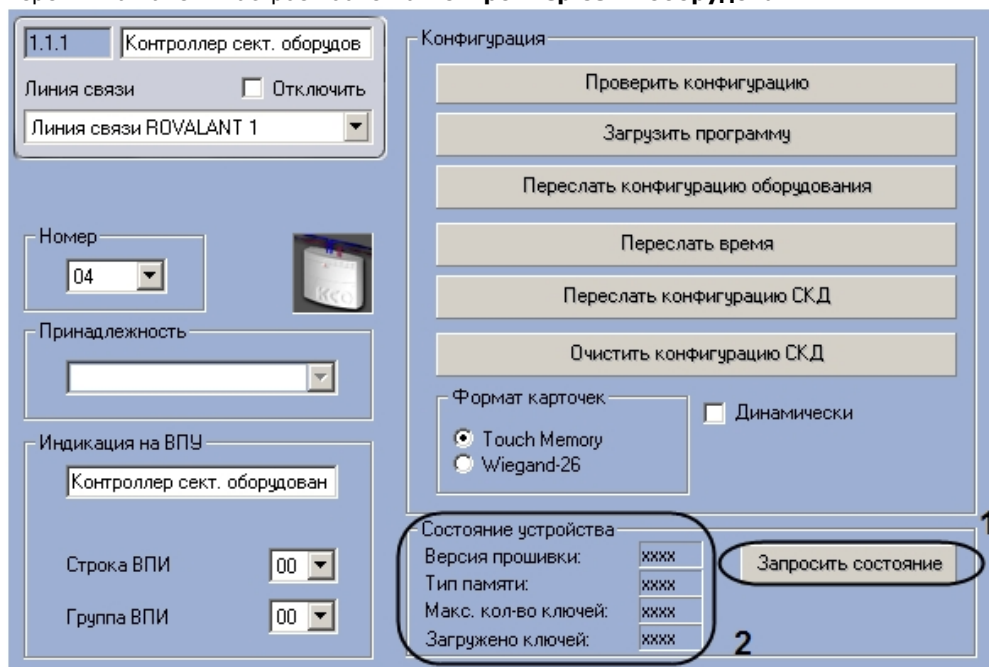 1.1.1 Контроллер сект. оборудов
Линия связи Отключить
Линия связи ROVALANT 1
Номер
04
КСО
Принадлежность
Индикация на ВПУ
Контроллер сект. оборудован
Строка ВПИ 00
Группа ВПИ 00
Конфигурация
Проверить конфигурацию
Загрузить программу
Переслать конфигурацию оборудования
Переслать время
Переслать конфигурацию СКД
Очистить конфигурацию СКД
Формат карточек
Touch Memory
Wiegand-26
Динамически
Состояние устройства
Версия прошивки: xxxx
Тип памяти: xxxx
Макс. кол-во ключей: xxxx
Загружено ключей: xxxx
2
1
Запросить состояние